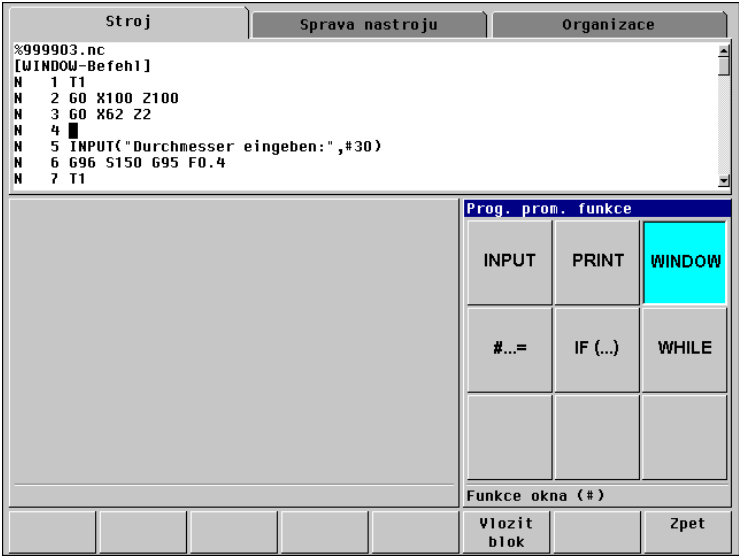 Stroj
Sprava nastroju
Organizace
%999903.nc
[WINDOW-Befehl]
N 1 T1
N 2 G0 X100 Z100
N 3 G0 X62 Z2
N 4
N 5 INPUT("Durchmesser eingeben:",#30)
N 6 G96 S150 G95 F0.4
N 7 T1
Prog. prom. funkce
INPUT PRINT WINDOW
#...= IF (...) WHILE
Funkce okna (#)
Vlozit blok
Zpet